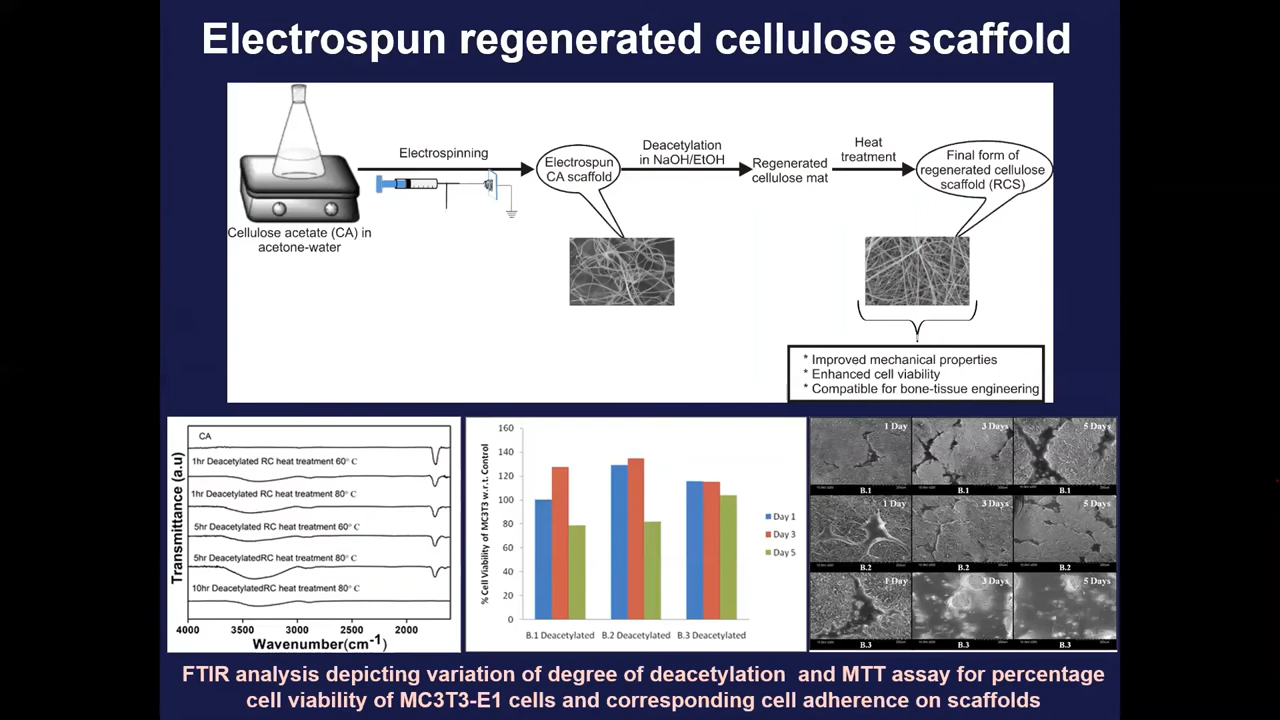 Electrospun regenerated cellulose scaffold
Electrospinning
Cellulose acetate (CA) in
acetone-water
Electrospun
CA scaffold
Deacetylation
in NaOH/EtOH
Regenerated
cellulose mat
Heat
treatment
Final form of
regenerated cellulose
scaffold (RCS)
* Improved mechanical properties
* Enhanced cell viability
* Compatible for bone-tissue engineering
Transmittance (a.u)
CA
1hr Deacetylated RC heat treatment 60° C
1hr Deacetylated RC heat treatment 80° C
5hr Deacetylated RC heat treatment 60° C
5hr DeacetylatedRC heat treatment 80° C
10hr DeacetylatedRC heat treatment 80° C
4000 3500 3000 2500 2000
Wavenumber(cm-1)
% Cell Viability of MC3T3 w.r.t. Control
160
140
120
100
80
60
40
20
0
B.1 Deacetylated B.2 Deacetylated B.3 Deacetylated
Day 1
Day 3
Day 5
1 Day 3 Days 5 Days
B.1 B.1 B.1
1 Day 3 Days 5 Days
B.2 B.2 B.2
1 Day 3 Days 5 Days
B.3 B.3 B.3
FTIR analysis depicting variation of degree of deacetylation and MTT assay for percentage
cell viability of MC3T3-E1 cells and corresponding cell adherence on scaffolds